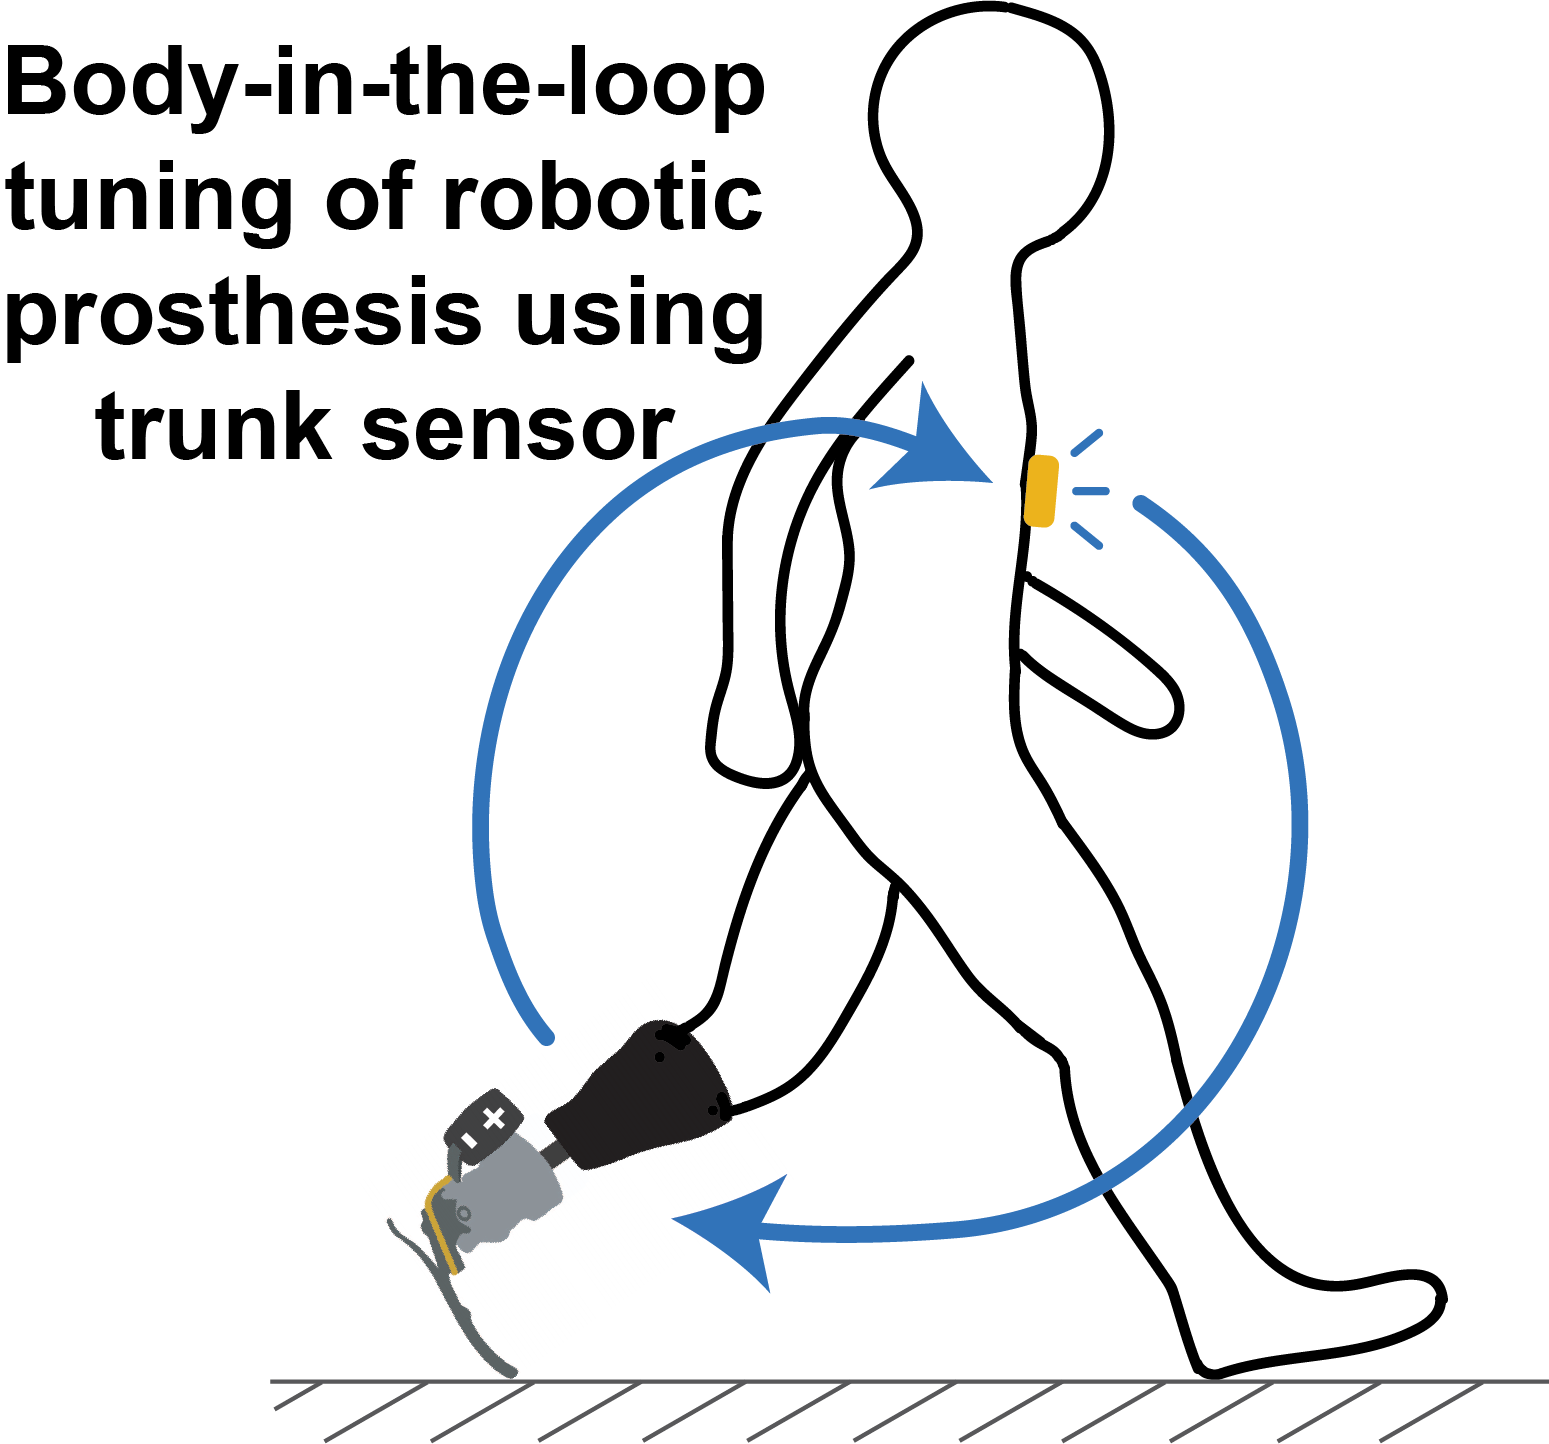 Body-in-the-loop
tuning of robotic
prosthesis using
trunk sensor